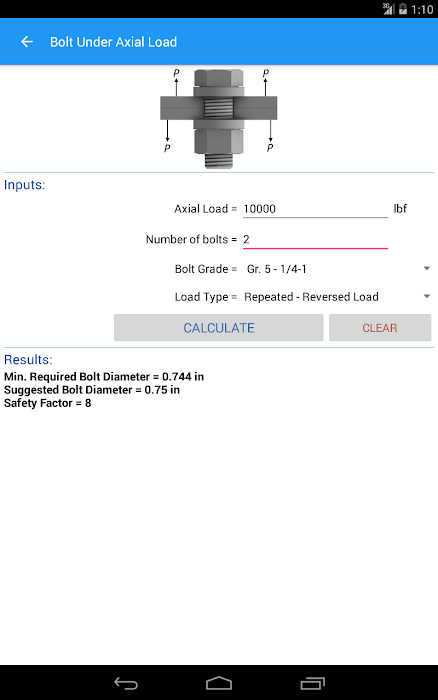 3G 1:10
Bolt Under Axial Load
P P
P P
Inputs:
Axial Load = 10000 lbf
Number of bolts = 2
Bolt Grade = Gr. 5 - 1/4-1
Load Type = Repeated - Reversed Load
CALCULATE CLEAR
Results:
Min. Required Bolt Diameter = 0.744 in
Suggested Bolt Diameter = 0.75 in
Safety Factor = 8